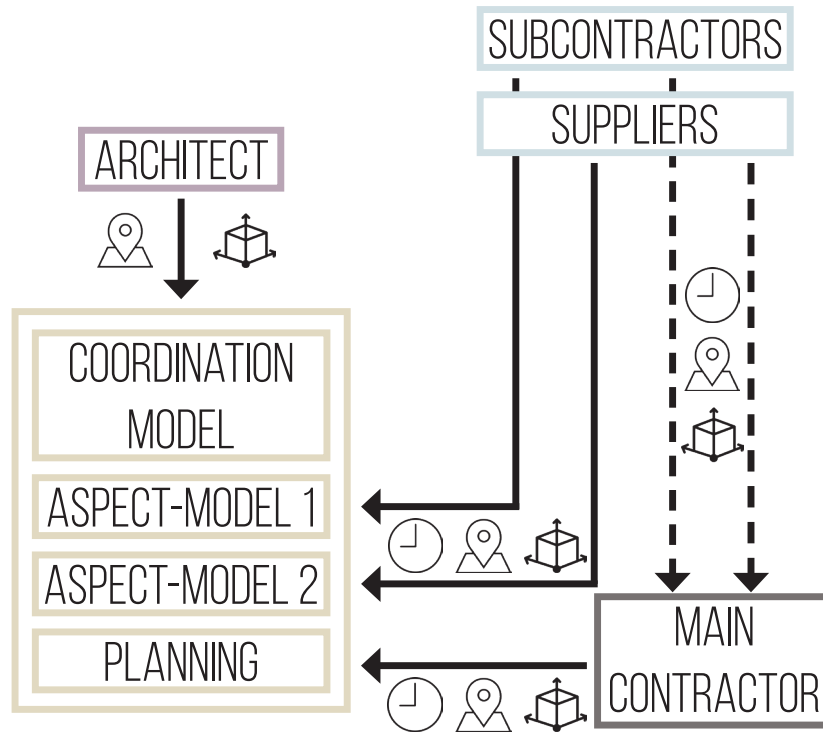 SUBCONTRACTORS
SUPPLIERS
ARCHITECT
COORDINATION
MODEL
ASPECT-MODEL 1
ASPECT-MODEL 2
PLANNING
MAIN
CONTRACTOR